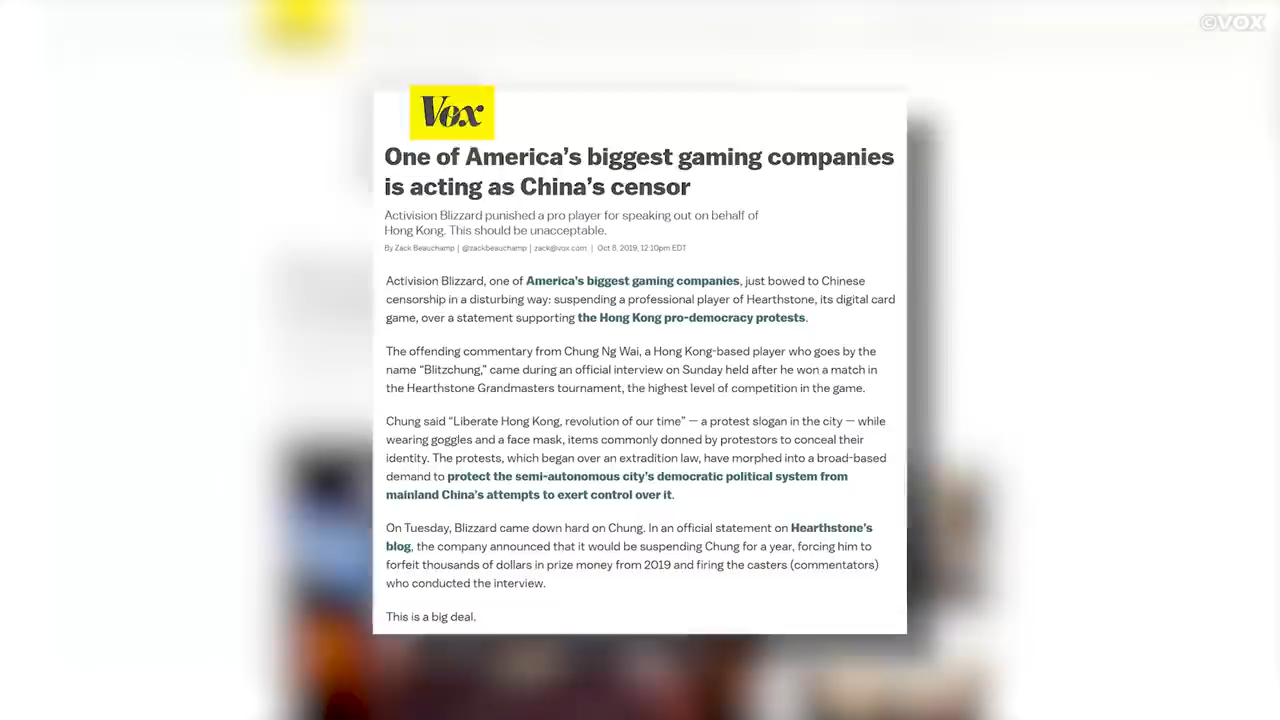 ©VOX
Vox
One of America's biggest gaming companies
is acting as China's censor
Activision Blizzard punished a pro player for speaking out on behalf of
Hong Kong. This should be unacceptable.
By Zack Beauchamp | @zackbeauchamp | zack@vox.com | Oct 8, 2019, 12:10pm EDT
Activision Blizzard, one of America's biggest gaming companies, just bowed to Chinese
censorship in a disturbing way: suspending a professional player of Hearthstone, its digital card
game, over a statement supporting the Hong Kong pro-democracy protests.
The offending commentary from Chung Ng Wai, a Hong Kong-based player who goes by the
name “Blitzchung,” came during an official interview on Sunday held after he won a match in
the Hearthstone Grandmasters tournament, the highest level of competition in the game.
Chung said “Liberate Hong Kong, revolution of our time” — a protest slogan in the city — while
wearing goggles and a face mask, items commonly donned by protestors to conceal their
identity. The protests, which began over an extradition law, have morphed into a broad-based
demand to protect the semi-autonomous city's democratic political system from
mainland China's attempts to exert control over it.
On Tuesday, Blizzard came down hard on Chung. In an official statement on Hearthstone's
blog, the company announced that it would be suspending Chung for a year, forcing him to
forfeit thousands of dollars in prize money from 2019 and firing the casters (commentators)
who conducted the interview.
This is a big deal.